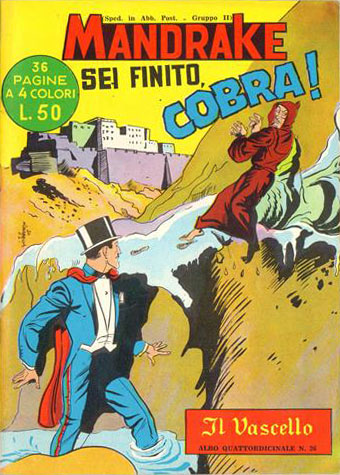 (Sped. in Abb. Post. - Gruppo II)
MANDRAKE
36
PAGINE
A 4 COLORI
L. 50
SEI FINITO,
COBRA!
Il Vascello
ALBO QUATTORDICINALE N. 26